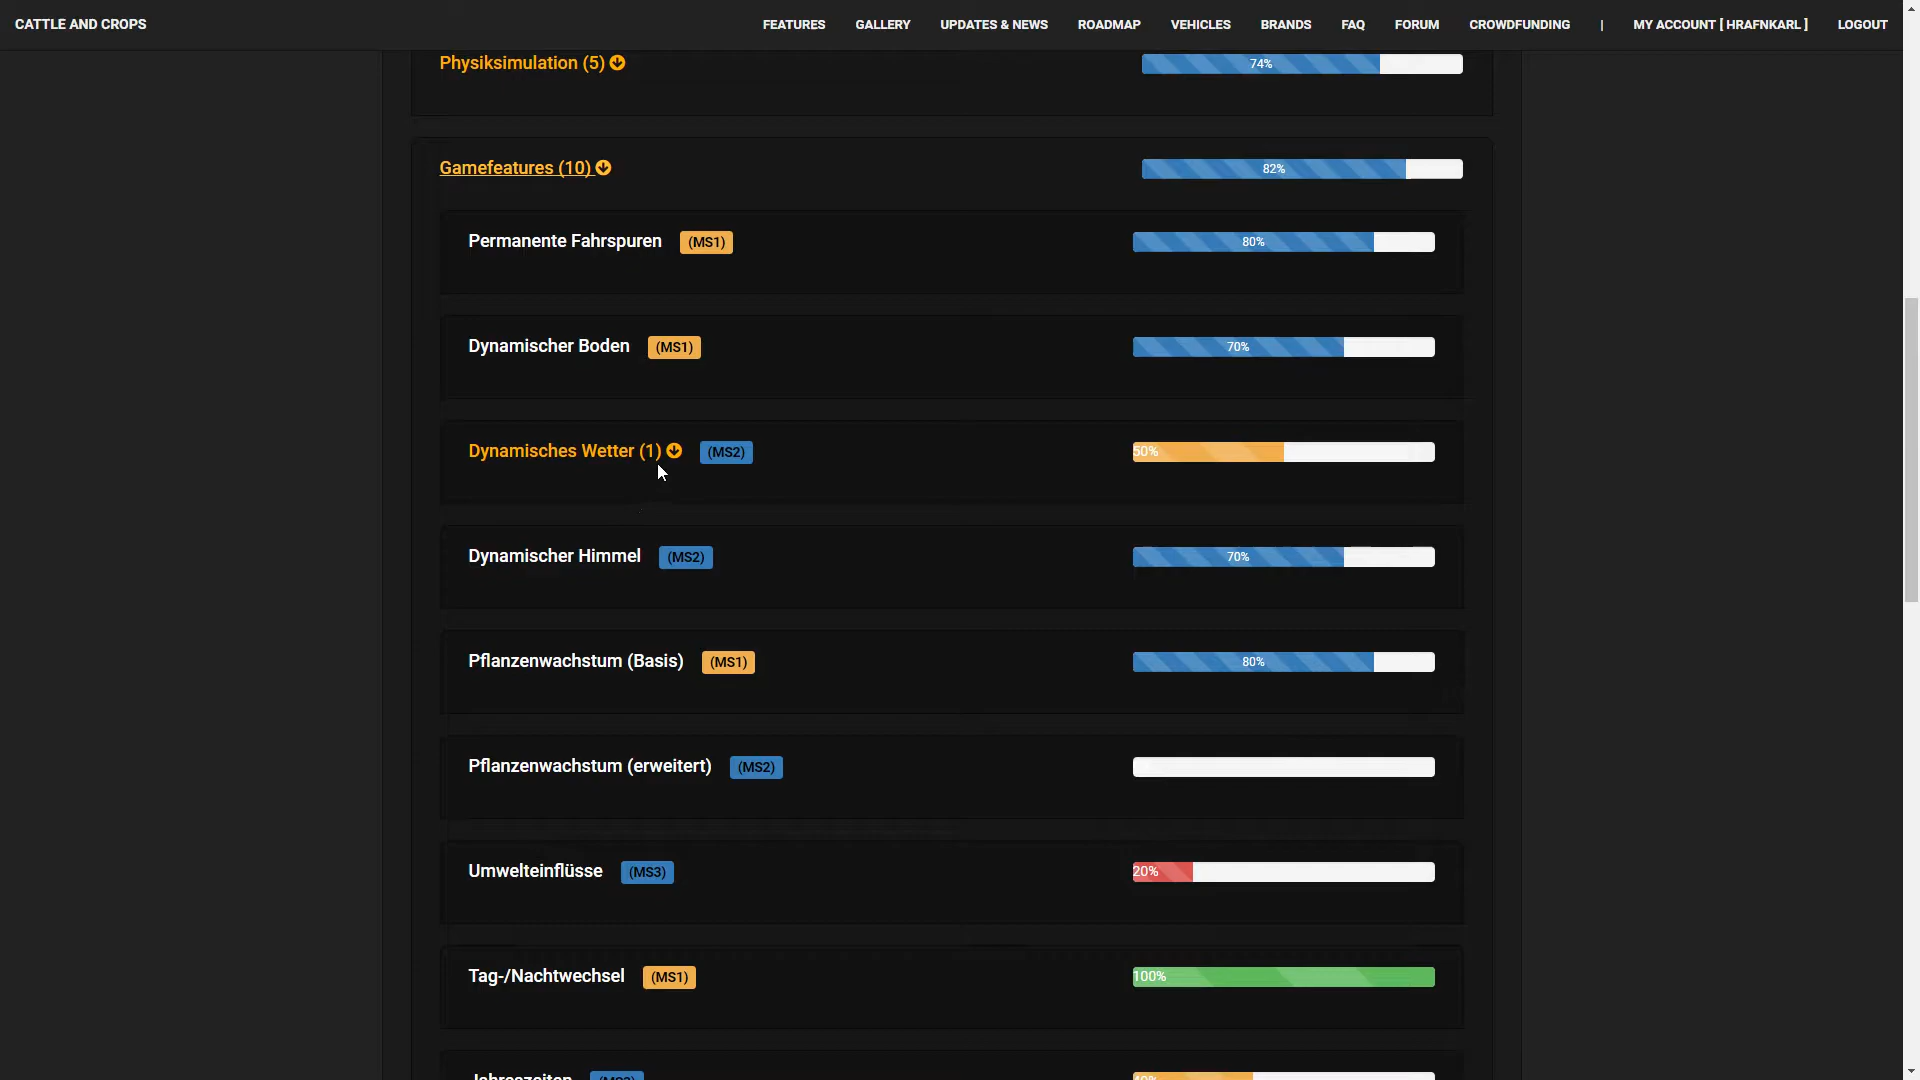 CATTLE AND CROPS FEATURES GALLERY UPDATES & NEWS ROADMAP VEHICLES BRANDS FAQ FORUM CROWDFUNDING | MY ACCOUNT [ HRAFNKARL ] LOGOUT
Physiksimulation (5) 74%
Gamefeatures (10) 82%
Permanente Fahrspuren (MS1) 80%
Dynamischer Boden (MS1) 70%
Dynamisches Wetter (1) (MS2) 50%
Dynamischer Himmel (MS2) 70%
Pflanzenwachstum (Basis) (MS1) 80%
Pflanzenwachstum (erweitert) (MS2)
Umwelteinflüsse (MS3) 20%
Tag-/Nachtwechsel (MS1) 100%
Jahreszeiten 40%